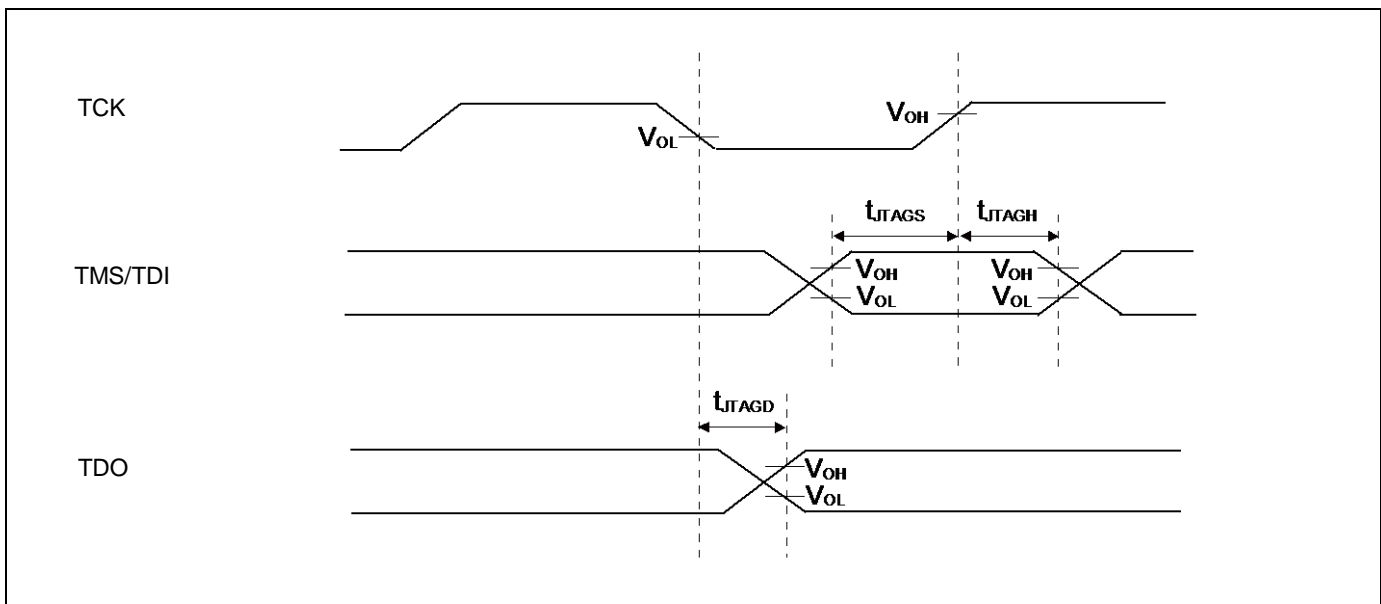 TCK
VOL
VOH
tJTAGS
tJTAGH
TMS/TDI
VOH
VOL
VOH
VOL
tJTAGD
TDO
VOH
VOL